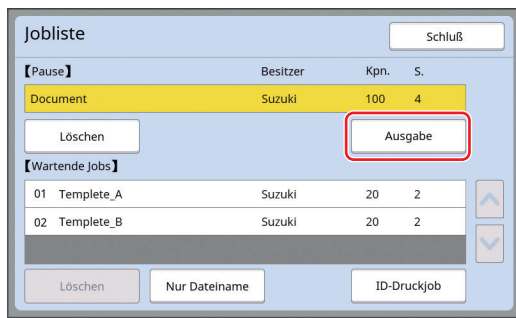 Jobliste Schluß
【Pause】 Besitzer Kpn. S.
Document Suzuki 100 4
Löschen Ausgabe
【Wartende Jobs】
01 Templete_A Suzuki 20 2
02 Templete_B Suzuki 20 2
Löschen Nur Dateiname ID-Druckjob